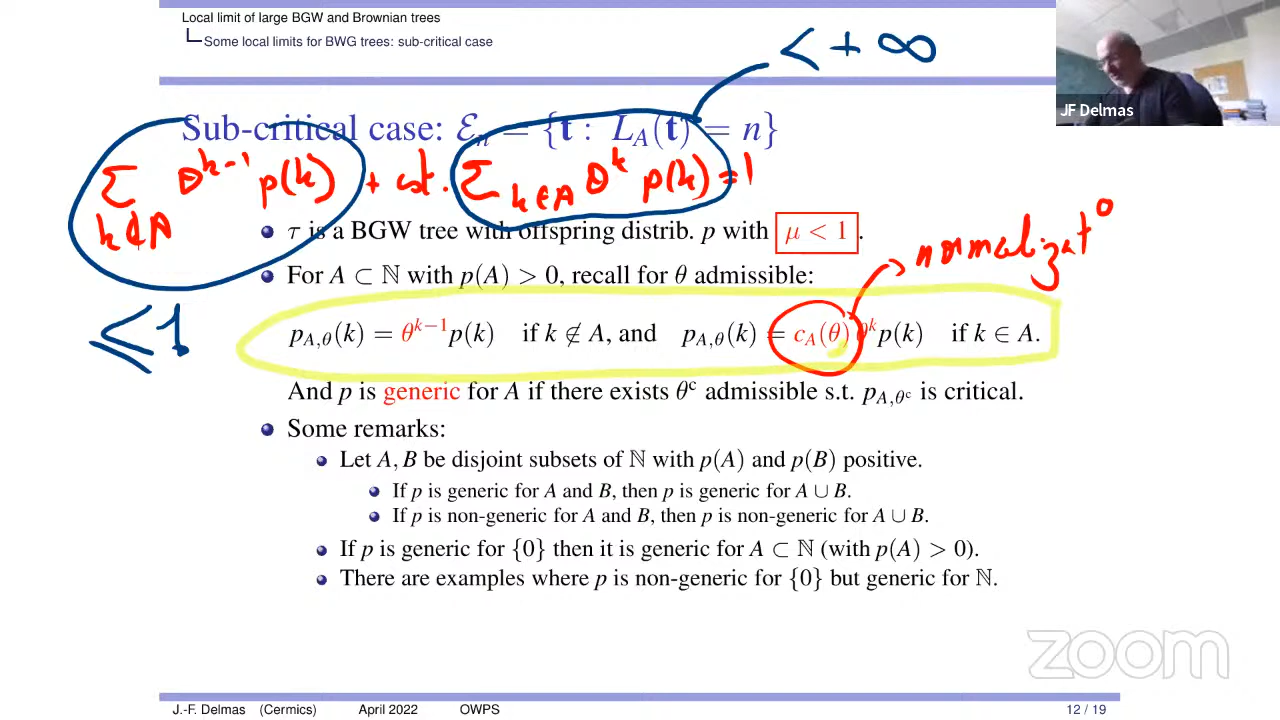 Local limit of large BGW and Brownian trees
Some local limits for BWG trees: sub-critical case
< + ∞
JF Delmas
Sub-critical case: ℰn = {t : L_A(t) = n}
∑_{k∉A} θ^{k-1} p(k) + cst. ∑_{k∈A} θ^k p(k) = 1
≤ 1
τ is a BGW tree with offspring distrib. p with μ < 1.
normalizat°
For A ⊂ ℕ with p(A) > 0, recall for θ admissible:
p_{A,θ}(k) = θ^{k−1}p(k) if k ∉ A, and p_{A,θ}(k) = c_A(θ) θ^k p(k) if k ∈ A.
And p is generic for A if there exists θ^c admissible s.t. p_{A,θ^c} is critical.
Some remarks:
Let A, B be disjoint subsets of ℕ with p(A) and p(B) positive.
If p is generic for A and B, then p is generic for A ∪ B.
If p is non-generic for A and B, then p is non-generic for A ∪ B.
If p is generic for {0} then it is generic for A ⊂ ℕ (with p(A) > 0).
There are examples where p is non-generic for {0} but generic for ℕ.
zoom
J.-F. Delmas (Cermics) April 2022 OWPS 12 / 19